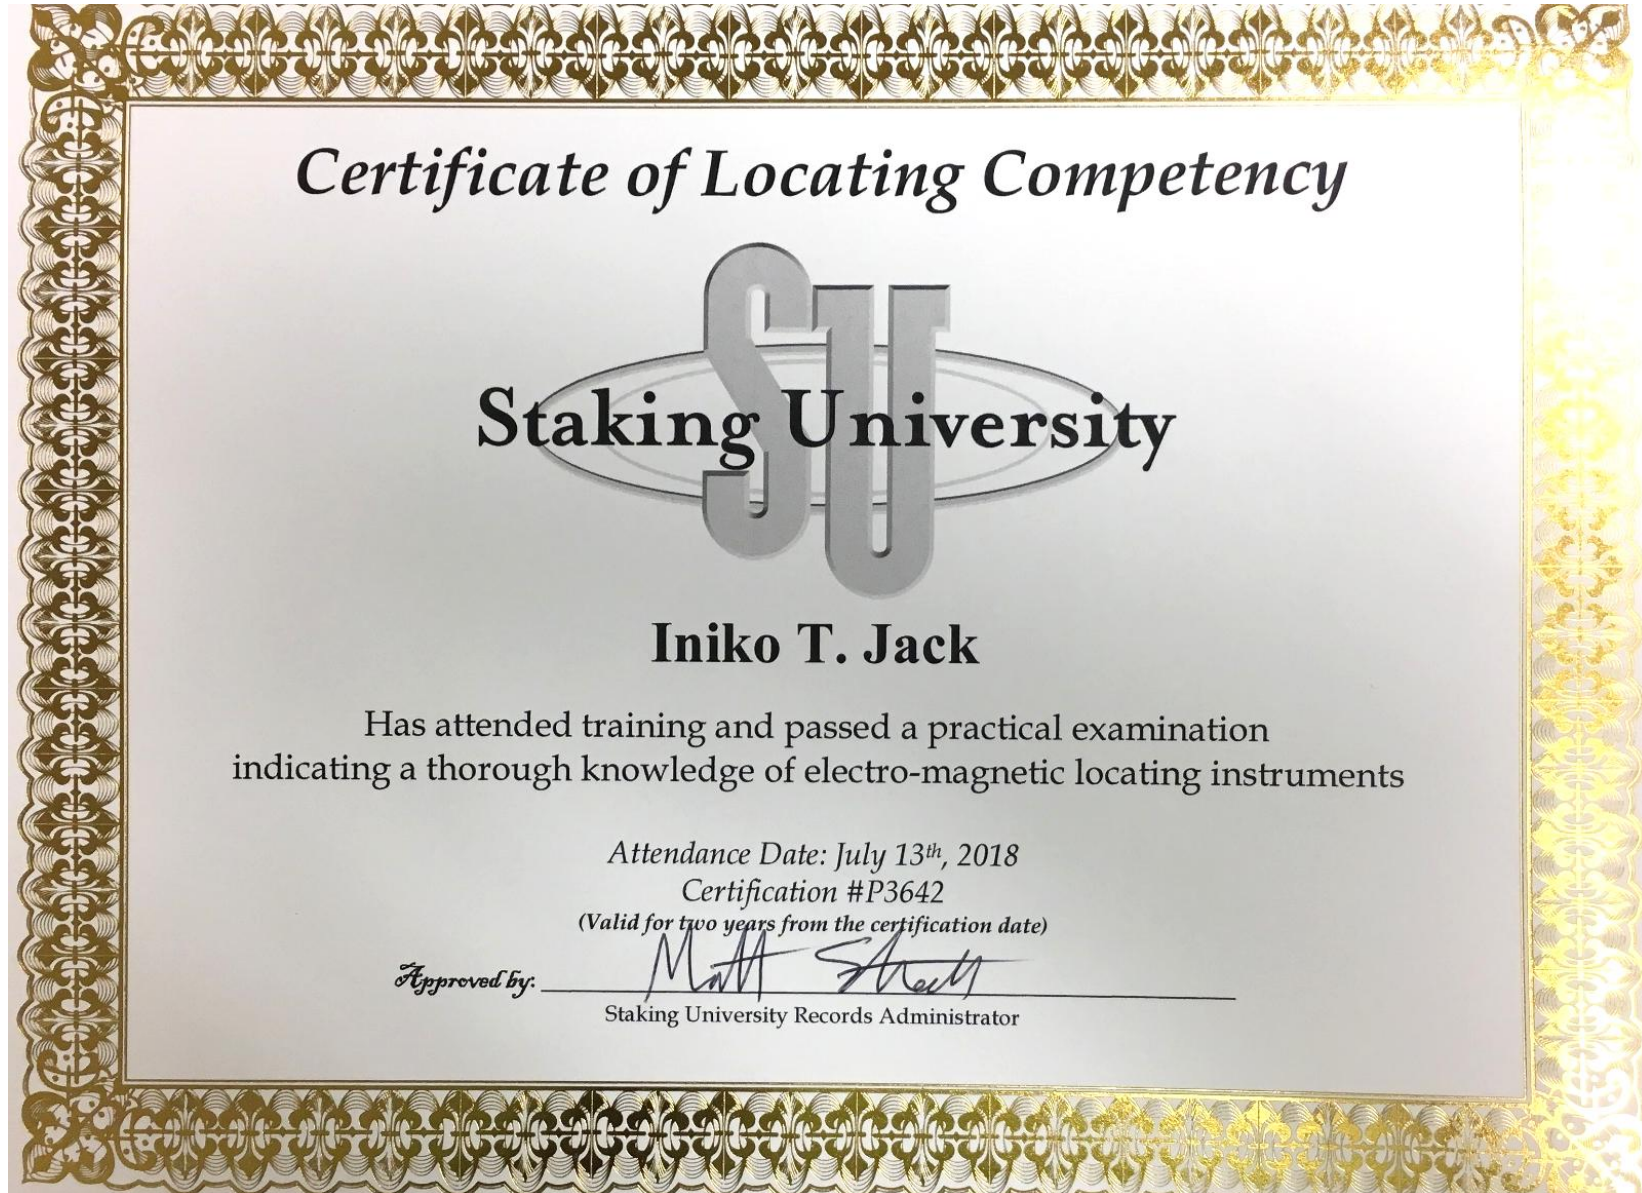 Certificate of Locating Competency
SU
Staking University
Iniko T. Jack
Has attended training and passed a practical examination
indicating a thorough knowledge of electro-magnetic locating instruments
Attendance Date: July 13th, 2018
Certification #P3642
(Valid for two years from the certification date)
Approved by: Matt
Staking University Records Administrator